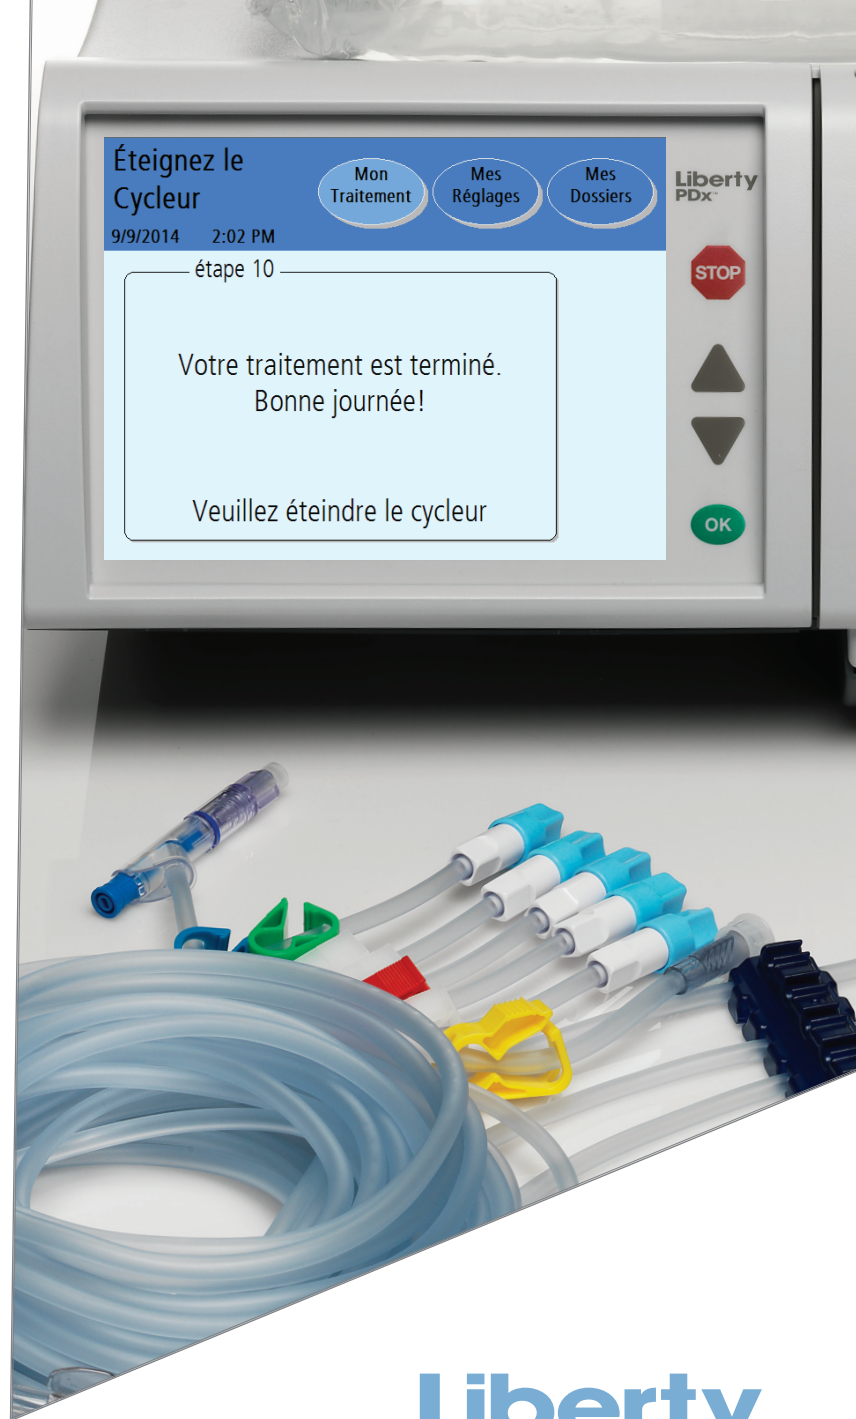 Éteignez le
Cycleur
9/9/2014 2:02 PM
Mon
Traitement
Mes
Réglages
Mes
Dossiers
Liberty
PDx™
étape 10
STOP
Votre traitement est terminé.
Bonne journée!
Veuillez éteindre le cycleur
OK
Liberty